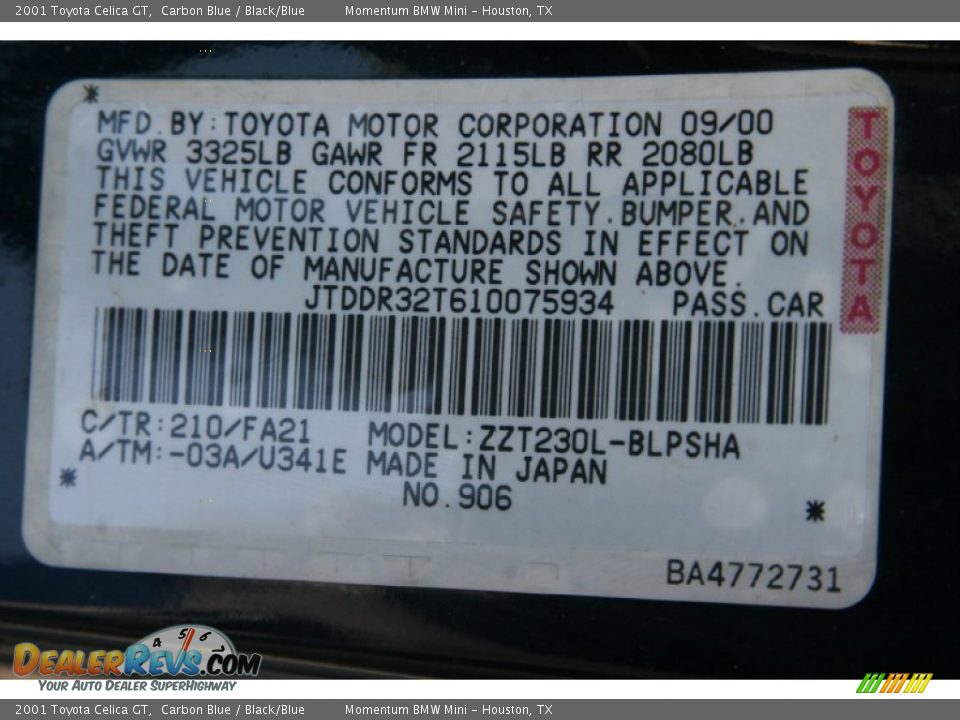 2001 Toyota Celica GT, Carbon Blue / Black/Blue Momentum BMW Mini - Houston, TX
MFD.BY:TOYOTA MOTOR CORPORATION 09/00
GVWR 3325LB GAWR FR 2115LB RR 2080LB
THIS VEHICLE CONFORMS TO ALL APPLICABLE
FEDERAL MOTOR VEHICLE SAFETY.BUMPER.AND
THEFT PREVENTION STANDARDS IN EFFECT ON
THE DATE OF MANUFACTURE SHOWN ABOVE.
JTDDR32T610075934 PASS.CAR
TOYOTA
C/TR:210/FA21 MODEL:ZZT230L-BLPSHA
A/TM:-03A/U341E MADE IN JAPAN
NO.906
BA4772731
4 5 6
DEALERREVS.COM
YOUR AUTO DEALER SUPERHIGHWAY
2001 Toyota Celica GT, Carbon Blue / Black/Blue Momentum BMW Mini - Houston, TX